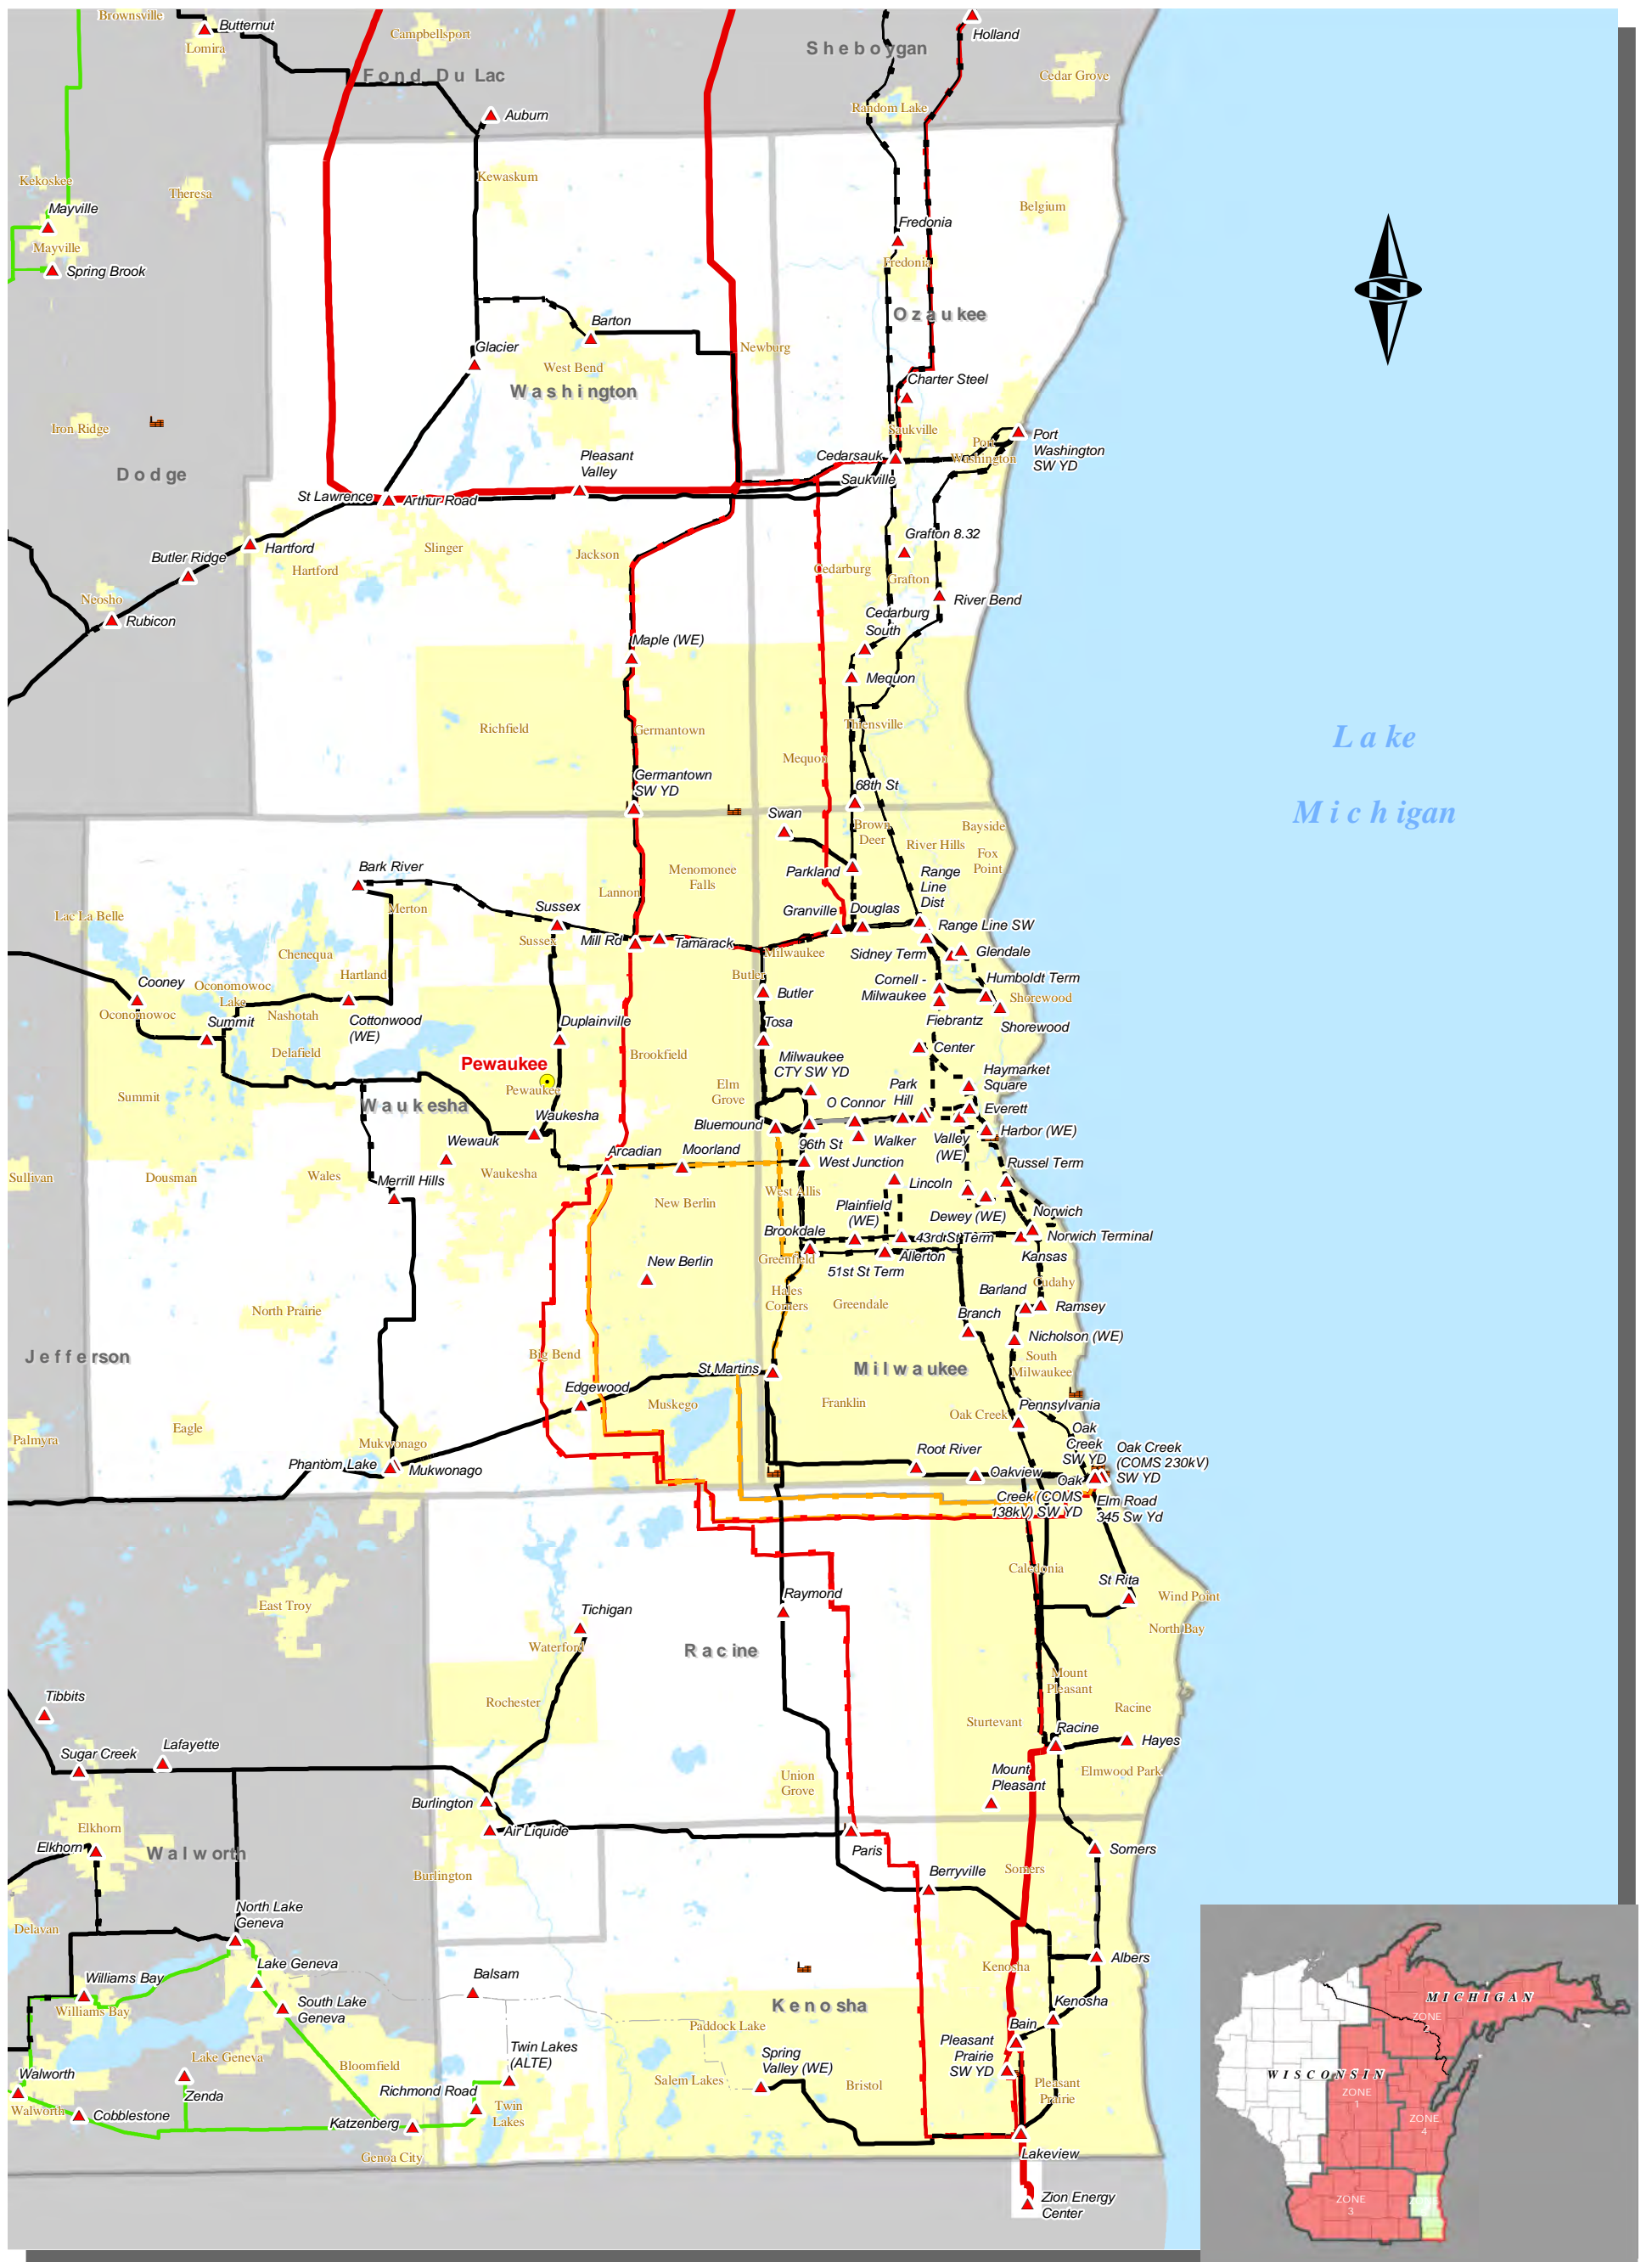 Brownsville
Butternut
Lomira
Campbellsport
Fond Du Lac
Sheboygan
Holland
Cedar Grove
Random Lake
Auburn
Kekoskee
Theresa
Kewaskum
Mayville
Mayville
Spring Brook
Belgium
Fredonia
Fredonia
Ozaukee
Barton
Glacier
West Bend
Newburg
Washington
Charter Steel
Iron Ridge
Saukville
Port
Washington
Port
Washington
SW YD
Dodge
Pleasant
Valley
Cedarsauk
Saukville
St Lawrence
Arthur Road
Grafton 8.32
Hartford
Slinger
Jackson
Butler Ridge
Hartford
Cedarburg
Grafton
Neosho
Rubicon
River Bend
Cedarburg
South
Maple (WE)
Mequon
Richfield
Germantown
Thiensville
Mequon
Lake
Michigan
Germantown
SW YD
68th St
Swan
Brown
Deer
Bayside
River Hills
Fox
Point
Bark River
Menomonee
Falls
Parkland
Range
Line
Dist
Lannon
Merton
Sussex
Lac La Belle
Granville
Douglas
Range Line SW
Sussex
Mill Rd
Tamarack
Milwaukee
Sidney Term
Glendale
Chenequa
Hartland
Butler
Cooney
Oconomowoc
Lake
Cornell -
Milwaukee
Humboldt Term
Butler
Shorewood
Oconomowoc
Nashotah
Summit
Cottonwood
(WE)
Duplainville
Tosa
Fiebrantz
Shorewood
Delafield
Brookfield
Center
Pewaukee
Milwaukee
CTY SW YD
Haymarket
Square
Pewaukee
Summit
Elm
Grove
Park
Hill
O Connor
Everett
Waukesha
Waukesha
Bluemound
Harbor (WE)
Wewauk
96th St
Walker
Valley
(WE)
Arcadian
Moorland
West Junction
Russel Term
Sullivan
Dousman
Wales
Merrill Hills
Waukesha
New Berlin
West Allis
Lincoln
Plainfield
(WE)
Dewey (WE)
Norwich
Brookdale
43rd St Term
Norwich Terminal
Greenfield
Allerton
Kansas
New Berlin
51st St Term
Cudahy
Hales
Corners
Greendale
Barland
Ramsey
North Prairie
Branch
Nicholson (WE)
Jefferson
Big Bend
St Martins
Milwaukee
South
Milwaukee
Edgewood
Muskego
Franklin
Oak Creek
Pennsylvania
Eagle
Palmyra
Mukwonago
Oak
Creek
SW YD
Oak Creek
(COMS 230kV)
SW YD
Phantom Lake
Mukwonago
Root River
Oakview
Oak
Creek (COMS
138kV) SW YD
Elm Road
345 Sw Yd
Caledonia
St Rita
Wind Point
East Troy
Tichigan
Raymond
North Bay
Waterford
Racine
Mount
Pleasant
Rochester
Tibbits
Sturtevant
Racine
Racine
Hayes
Sugar Creek
Lafayette
Union
Grove
Mount
Pleasant
Elmwood Park
Burlington
Air Liquide
Elkhorn
Elkhorn
Walworth
Paris
Somers
Burlington
Berryville
Somers
North Lake
Geneva
Delavan
Albers
Williams Bay
Lake Geneva
Balsam
Kenosha
Williams Bay
South Lake
Geneva
Kenosha
Kenosha
Paddock Lake
Bain
Twin Lakes
(ALTE)
Pleasant
Prairie
SW YD
Lake Geneva
Bloomfield
Spring
Valley (WE)
Walworth
Salem Lakes
Bristol
Pleasant
Prairie
Zenda
Richmond Road
Walworth
Cobblestone
Katzenberg
Twin
Lakes
Genoa City
Lakeview
Zion Energy
Center
MICHIGAN
ZONE
2
WISCONSIN
ZONE
1
ZONE
4
ZONE
3
N